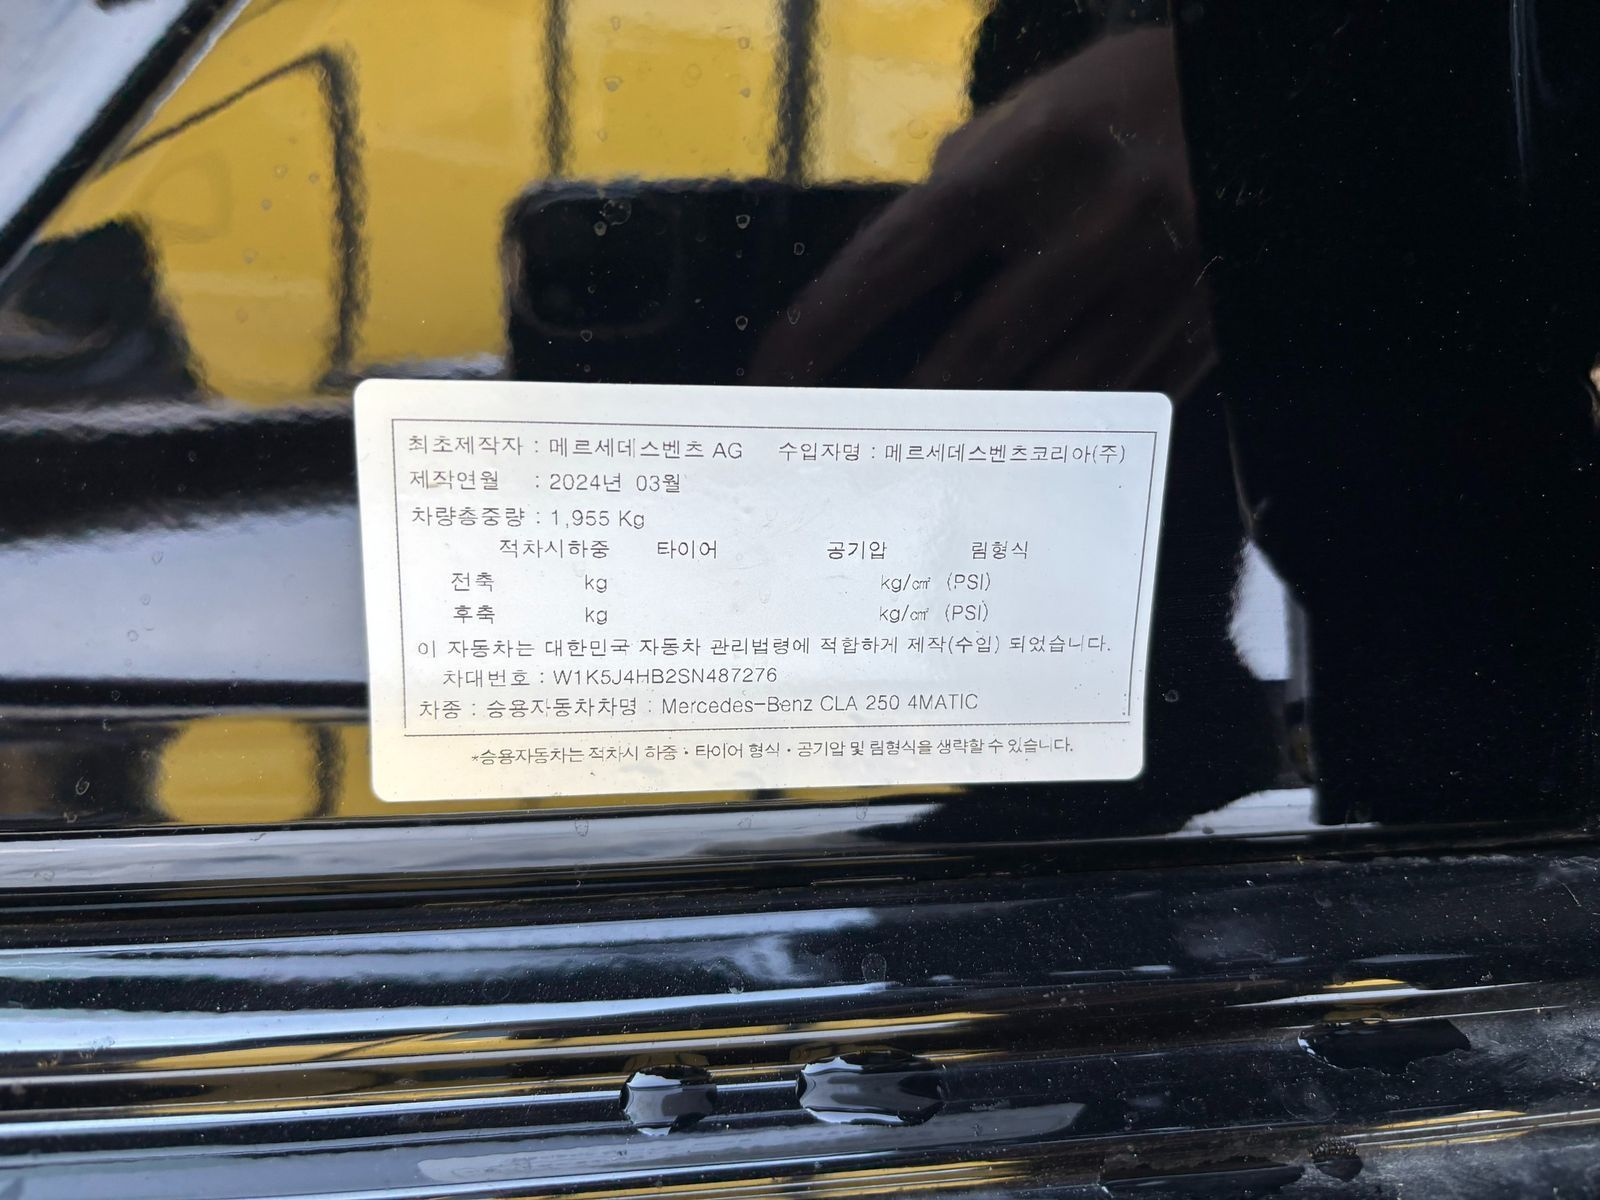 최초제작자 : 메르세데스벤츠 AG 수입자명 : 메르세데스벤츠코리아(주)
제작연월 : 2024년 03월
차량총중량 : 1,955 Kg
적차시하중 타이어 공기압 림형식
전축 kg kg/㎠ (PSI)
후축 kg kg/㎠ (PSI)
이 자동차는 대한민국 자동차 관리법령에 적합하게 제작(수입) 되었습니다.
차대번호 : W1K5J4HB2SN487276
차종 : 승용자동차차명 : Mercedes-Benz CLA 250 4MATIC
*승용자동차는 적차시 하중·타이어 형식·공기압 및 림형식을 생략할 수 있습니다.